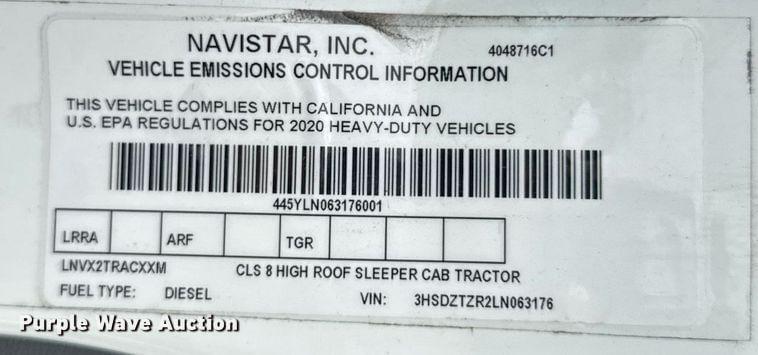 NAVISTAR, INC.
4048716C1
VEHICLE EMISSIONS CONTROL INFORMATION
THIS VEHICLE COMPLIES WITH CALIFORNIA AND
U.S. EPA REGULATIONS FOR 2020 HEAVY-DUTY VEHICLES
445YLN063176001
LRRA ARF TGR
LNVX2TRACXXM CLS 8 HIGH ROOF SLEEPER CAB TRACTOR
FUEL TYPE: DIESEL VIN: 3HSDZTZR2LN063176
Purple Wave Auction